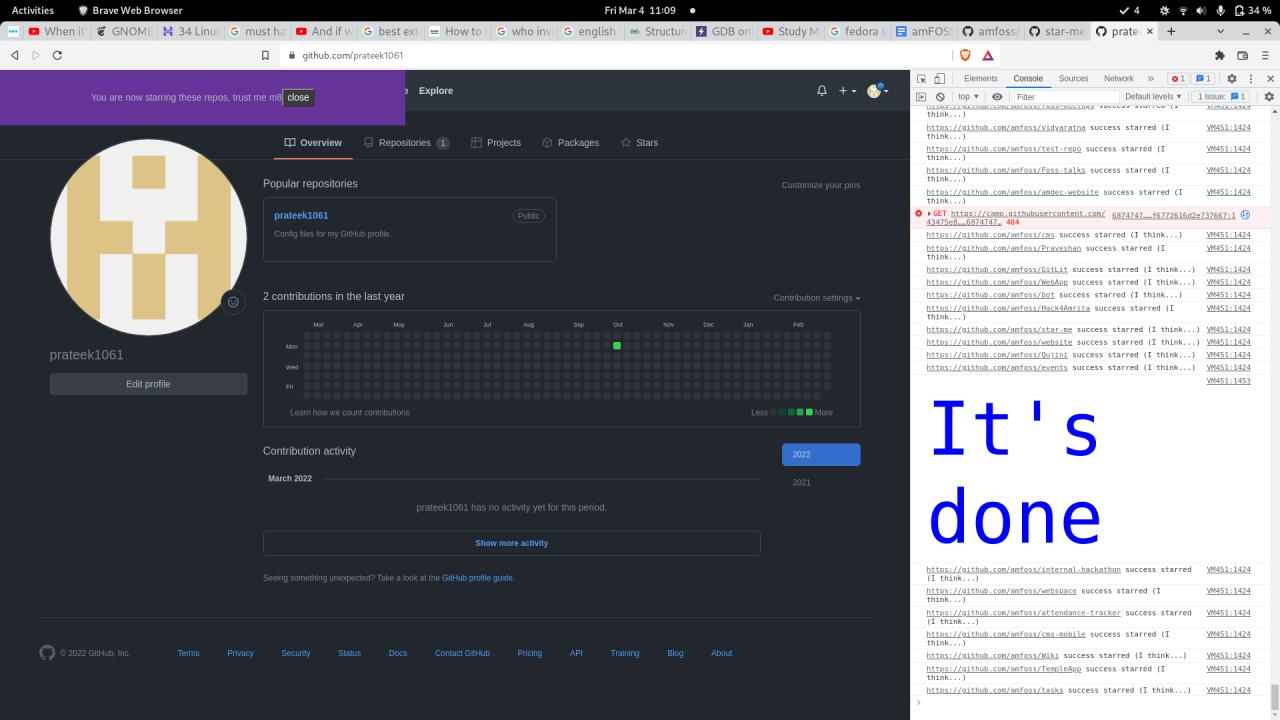 Activities
Brave Web Browser
Fri Mar 4 11:09
4
34 %
When it
GNOME
34 Linux
must ha
And if w
best ext
How to
who inve
english
Structur
GDB onl
Study M
fedora s
amFOSS
amfoss/
star-me
prate
github.com/prateek1061
You are now starring these repos, trust me m8
close
Explore
Overview
Repositories 1
Projects
Packages
Stars
prateek1061
Edit profile
Popular repositories
Customize your pins
prateek1061
Public
Config files for my GitHub profile.
2 contributions in the last year
Contribution settings
Mar Apr May Jun Jul Aug Sep Oct Nov Dec Jan Feb
Mon
Wed
Fri
Learn how we count contributions
Less
More
Contribution activity
2022
2021
March 2022
prateek1061 has no activity yet for this period.
Show more activity
Seeing something unexpected? Take a look at the GitHub profile guide.
© 2022 GitHub, Inc.
Terms
Privacy
Security
Status
Docs
Contact GitHub
Pricing
API
Training
Blog
About
Elements
Console
Sources
Network
1
1
top
Filter
Default levels
1 Issue: 1
think...)
https://github.com/amfoss/vidyaratna success starred (I think...) VM451:1424
https://github.com/amfoss/test-repo success starred (I think...) VM451:1424
https://github.com/amfoss/Foss-talks success starred (I think...) VM451:1424
https://github.com/amfoss/amdec-website success starred (I think...) VM451:1424
GET https://camo.githubusercontent.com/43475e8……6874747… 404 6874747……f6772616d2e737667:1
https://github.com/amfoss/cms success starred (I think...) VM451:1424
https://github.com/amfoss/Praveshan success starred (I think...) VM451:1424
https://github.com/amfoss/GitLit success starred (I think...) VM451:1424
https://github.com/amfoss/WebApp success starred (I think...) VM451:1424
https://github.com/amfoss/bot success starred (I think...) VM451:1424
https://github.com/amfoss/Hack4Amrita success starred (I think...) VM451:1424
https://github.com/amfoss/star-me success starred (I think...) VM451:1424
https://github.com/amfoss/website success starred (I think...) VM451:1424
https://github.com/amfoss/Qujini success starred (I think...) VM451:1424
https://github.com/amfoss/events success starred (I think...) VM451:1424
VM451:1453
It's
done
https://github.com/amfoss/internal-hackathon success starred (I think...) VM451:1424
https://github.com/amfoss/webspace success starred (I think...) VM451:1424
https://github.com/amfoss/attendance-tracker success starred (I think...) VM451:1424
https://github.com/amfoss/cms-mobile success starred (I think...) VM451:1424
https://github.com/amfoss/Wiki success starred (I think...) VM451:1424
https://github.com/amfoss/TempleApp success starred (I think...) VM451:1424
https://github.com/amfoss/tasks success starred (I think...) VM451:1424